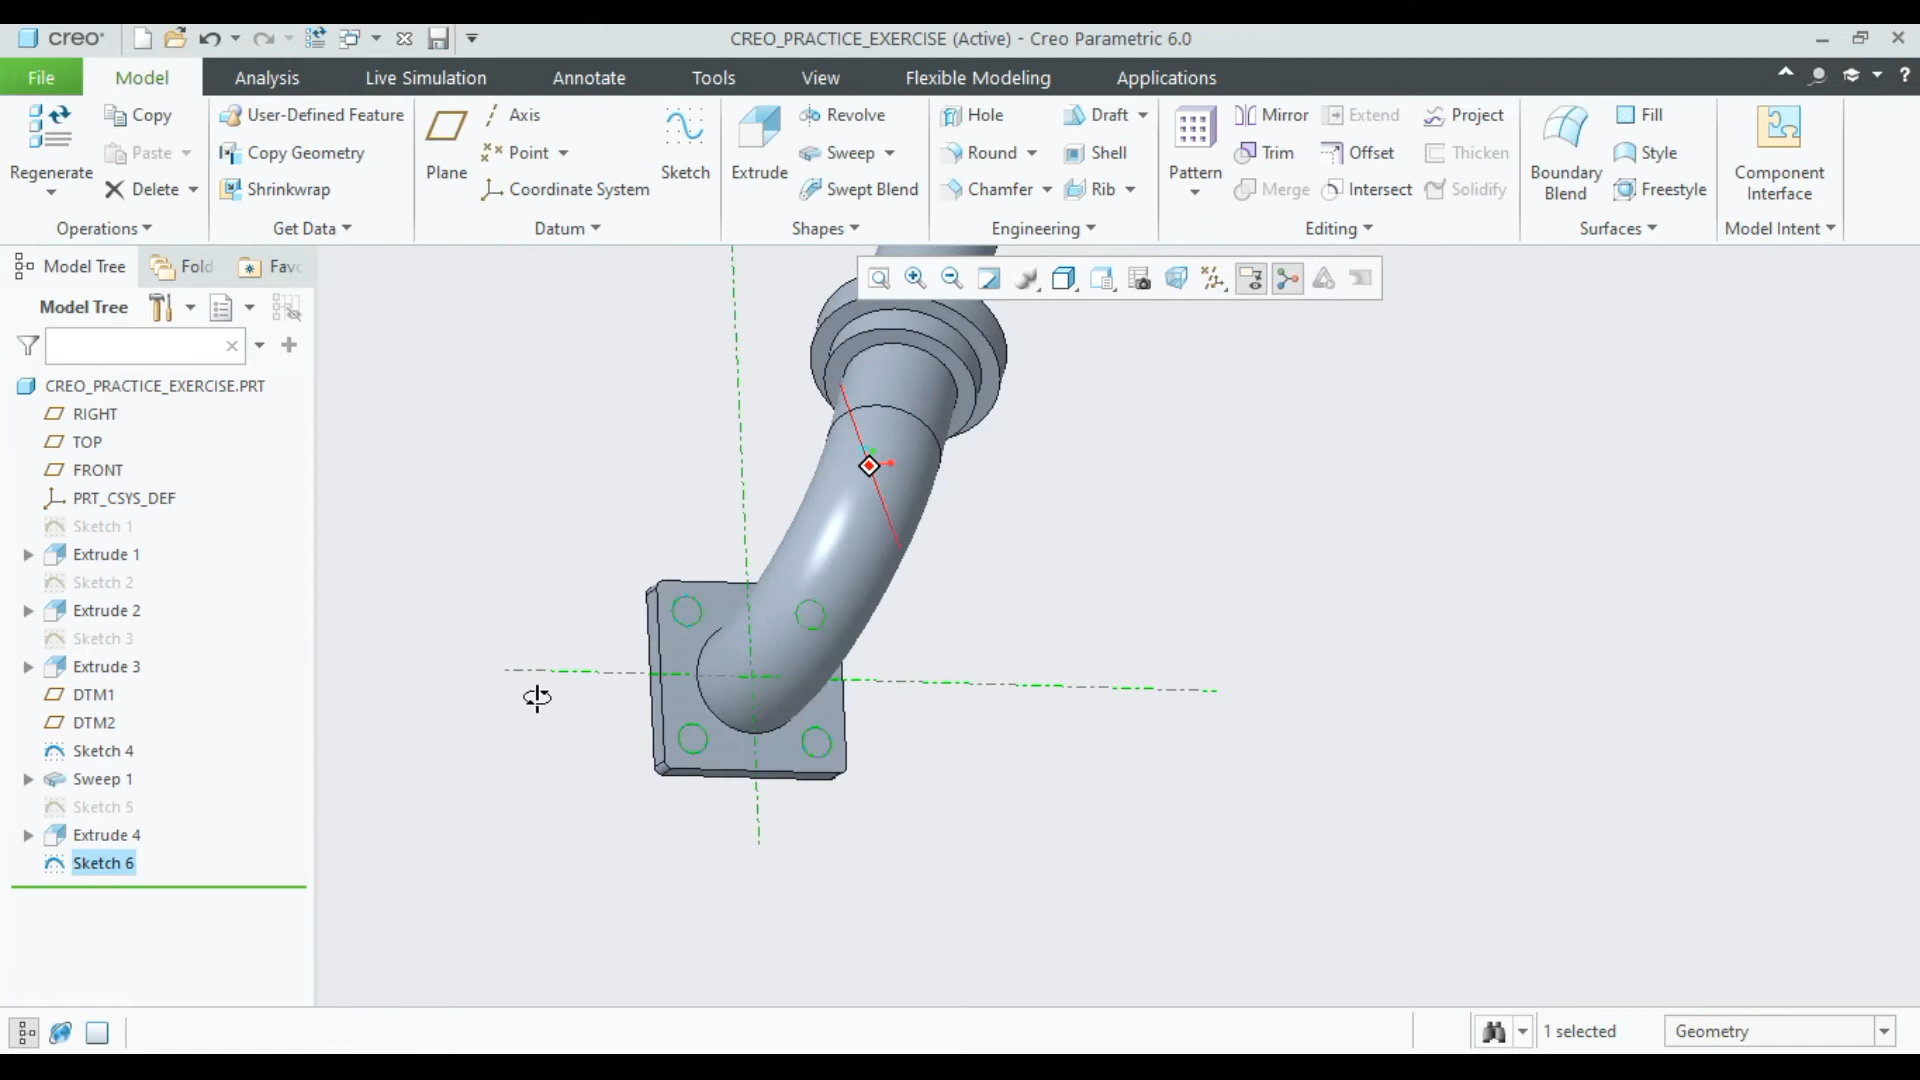 creo
CREO_PRACTICE_EXERCISE (Active) - Creo Parametric 6.0
File Model Analysis Live Simulation Annotate Tools View Flexible Modeling Applications
Regenerate Copy Paste Delete
User-Defined Feature Copy Geometry Shrinkwrap
Plane Axis Point Coordinate System Sketch
Extrude Revolve Sweep Swept Blend
Hole Round Chamfer Draft Shell Rib
Pattern Mirror Trim Merge Extend Offset Intersect Project Thicken Solidify
Boundary Blend Fill Style Freestyle
Component Interface
Operations Get Data Datum Shapes Engineering Editing Surfaces Model Intent
Model Tree Fold Favc
Model Tree
CREO_PRACTICE_EXERCISE.PRT
RIGHT
TOP
FRONT
PRT_CSYS_DEF
Sketch 1
Extrude 1
Sketch 2
Extrude 2
Sketch 3
Extrude 3
DTM1
DTM2
Sketch 4
Sweep 1
Sketch 5
Extrude 4
Sketch 6
1 selected Geometry